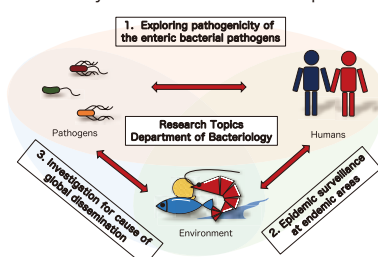 1. Exploring pathogenicity of
the enteric bacterial pathogens
Pathogens
Humans
Research Topics
Department of Bacteriology
3. Investigation for cause of
global dissemination
2. Epidemic surveillance
at endemic areas
Environment